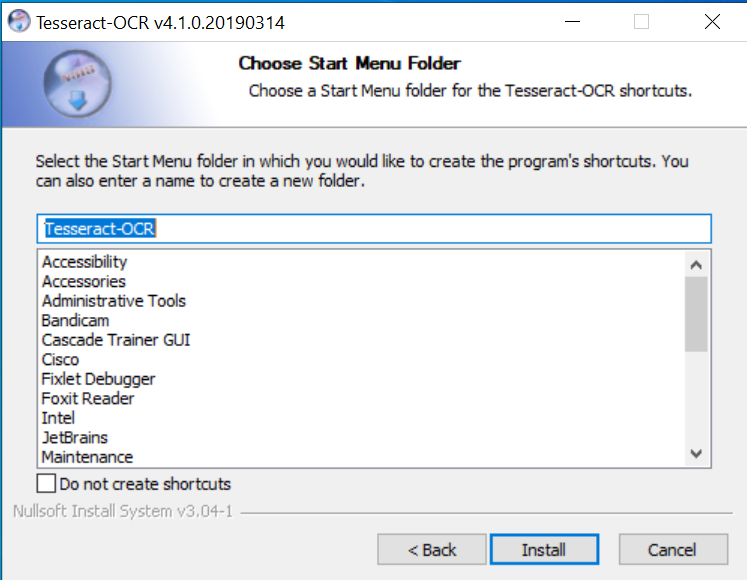 Tesseract-OCR v4.1.0.20190314
Choose Start Menu Folder
Choose a Start Menu folder for the Tesseract-OCR shortcuts.
Select the Start Menu folder in which you would like to create the program's shortcuts. You
can also enter a name to create a new folder.
Tesseract-OCR
Accessibility
Accessories
Administrative Tools
Bandicam
Cascade Trainer GUI
Cisco
Fixlet Debugger
Foxit Reader
Intel
JetBrains
Maintenance
Do not create shortcuts
Nullsoft Install System v3.04-1
< Back
Install
Cancel